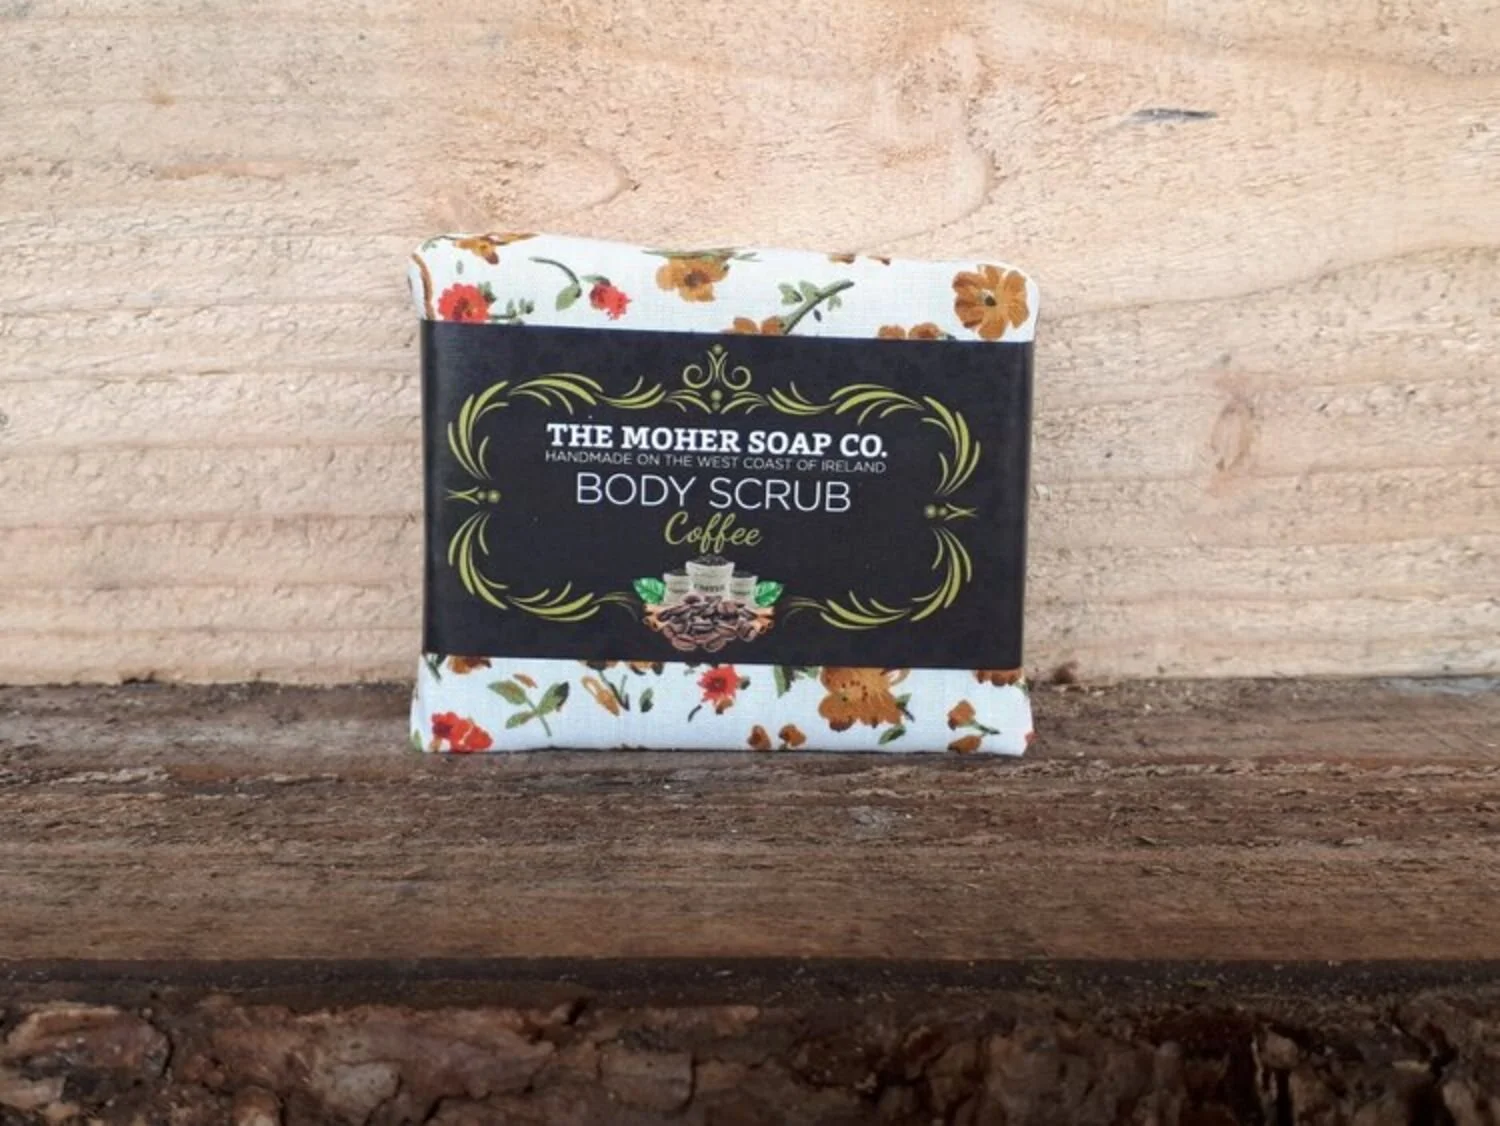 THE MOHER SOAP CO.
HANDMADE ON THE WEST COAST OF IRELAND
BODY SCRUB
Coffee